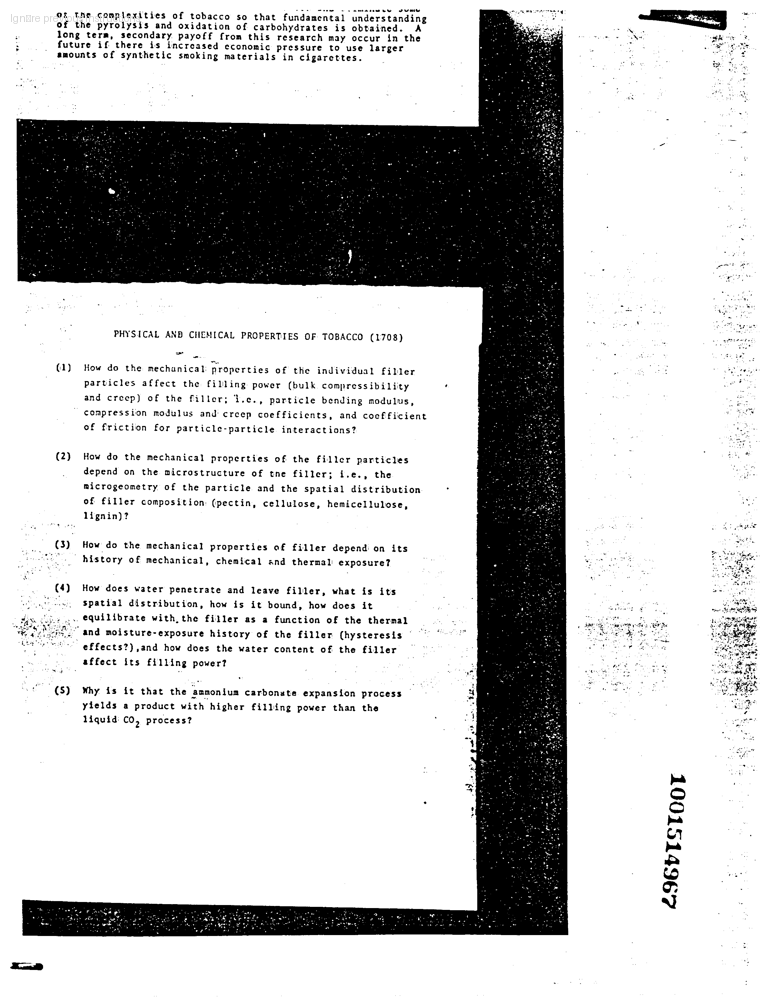 of the complexities of tobacco so that fundamental understanding
of the pyrolysis and oxidation of carbohydrates is obtained. A
long term, secondary payoff from this research may occur in the
future if there is increased economic pressure to use larger
amounts of synthetic smoking materials in cigarettes.
PHYSICAL AND CHEMICAL PROPERTIES OF TOBACCO (1708)
(1) How do the mechanical properties of the individual filler
particles affect the filling power (bulk compressibility
and creep) of the filler; i.e., particle bending modulus,
compression modulus and creep coefficients, and coefficient
of friction for particle-particle interactions?
(2) How do the mechanical properties of the filler particles
depend on the microstructure of the filler; i.e., the
microgeometry of the particle and the spatial distribution
of filler composition (pectin, cellulose, hemicellulose,
lignin)?
(3) How do the mechanical properties of filler depend on its
history of mechanical, chemical and thermal exposure?
(4) How does water penetrate and leave filler, what is its
spatial distribution, how is it bound, how does it
equilibrate with the filler as a function of the thermal
and moisture-exposure history of the filler (hysteresis
effects?),and how does the water content of the filler
affect its filling power?
(5) Why is it that the ammonium carbonate expansion process
yields a product with higher filling power than the
liquid CO2 process?
1001514967